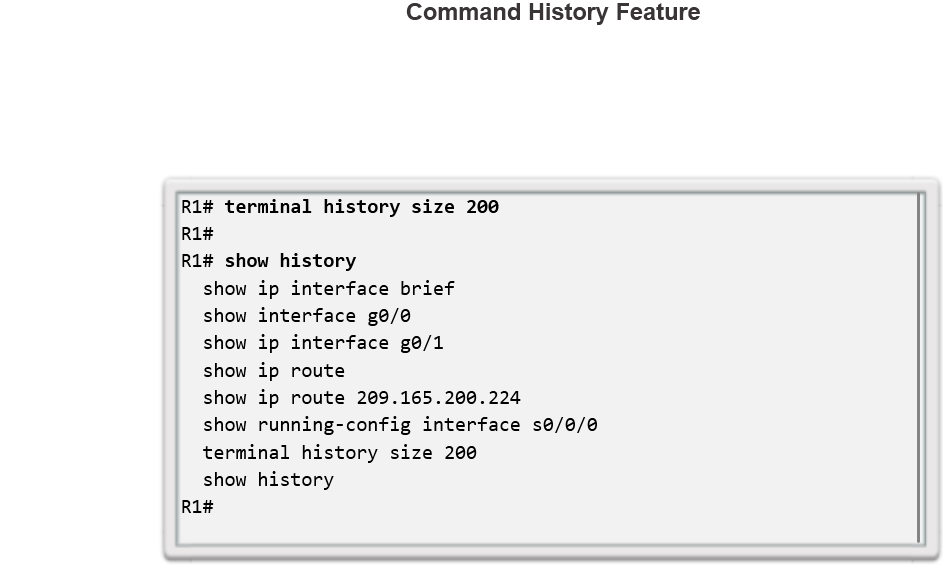 Command History Feature
R1# terminal history size 200
R1#
R1# show history
show ip interface brief
show interface g0/0
show ip interface g0/1
show ip route
show ip route 209.165.200.224
show running-config interface s0/0/0
terminal history size 200
show history
R1#